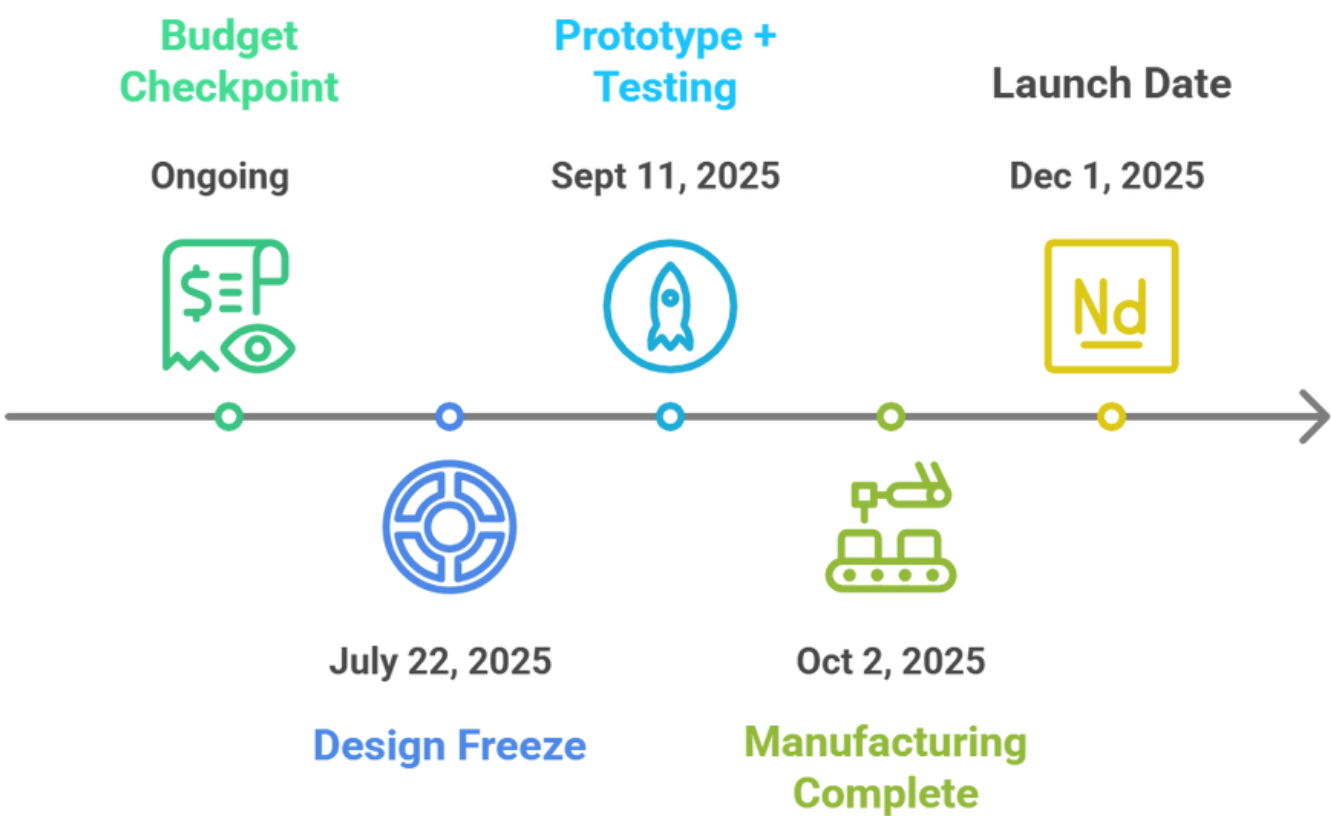 Budget
Checkpoint
Ongoing
$
July 22, 2025
Design Freeze
Prototype +
Testing
Sept 11, 2025
Oct 2, 2025
Manufacturing
Complete
Launch Date
Dec 1, 2025
Nd